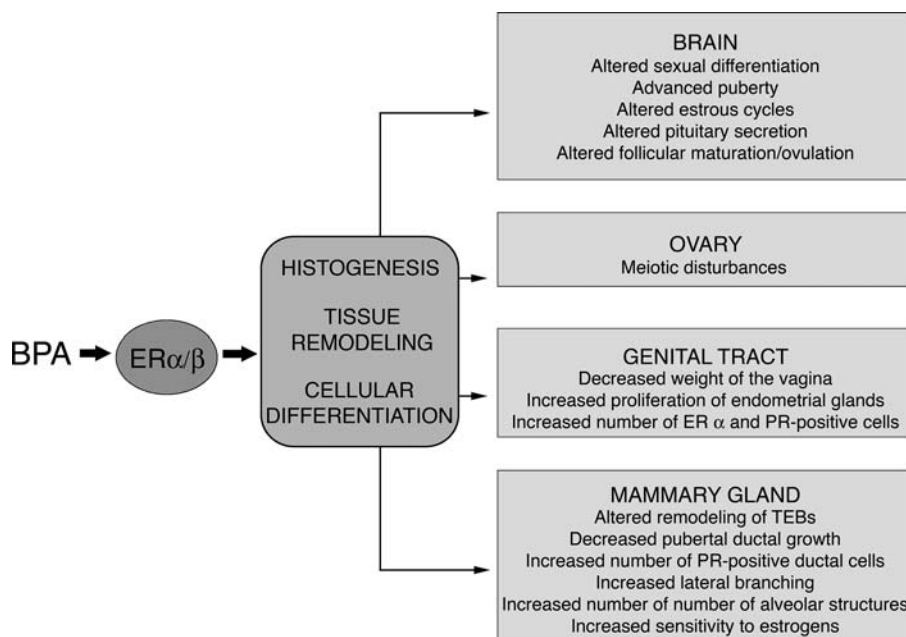 BPA
ERα/β
HISTOGENESIS
TISSUE
REMODELING
CELLULAR
DIFFERENTIATION
BRAIN
Altered sexual differentiation
Advanced puberty
Altered estrous cycles
Altered pituitary secretion
Altered follicular maturation/ovulation
OVARY
Meiotic disturbances
GENITAL TRACT
Decreased weight of the vagina
Increased proliferation of endometrial glands
Increased number of ER α and PR-positive cells
MAMMARY GLAND
Altered remodeling of TEBs
Decreased pubertal ductal growth
Increased number of PR-positive ductal cells
Increased lateral branching
Increased number of number of alveolar structures
Increased sensitivity to estrogens